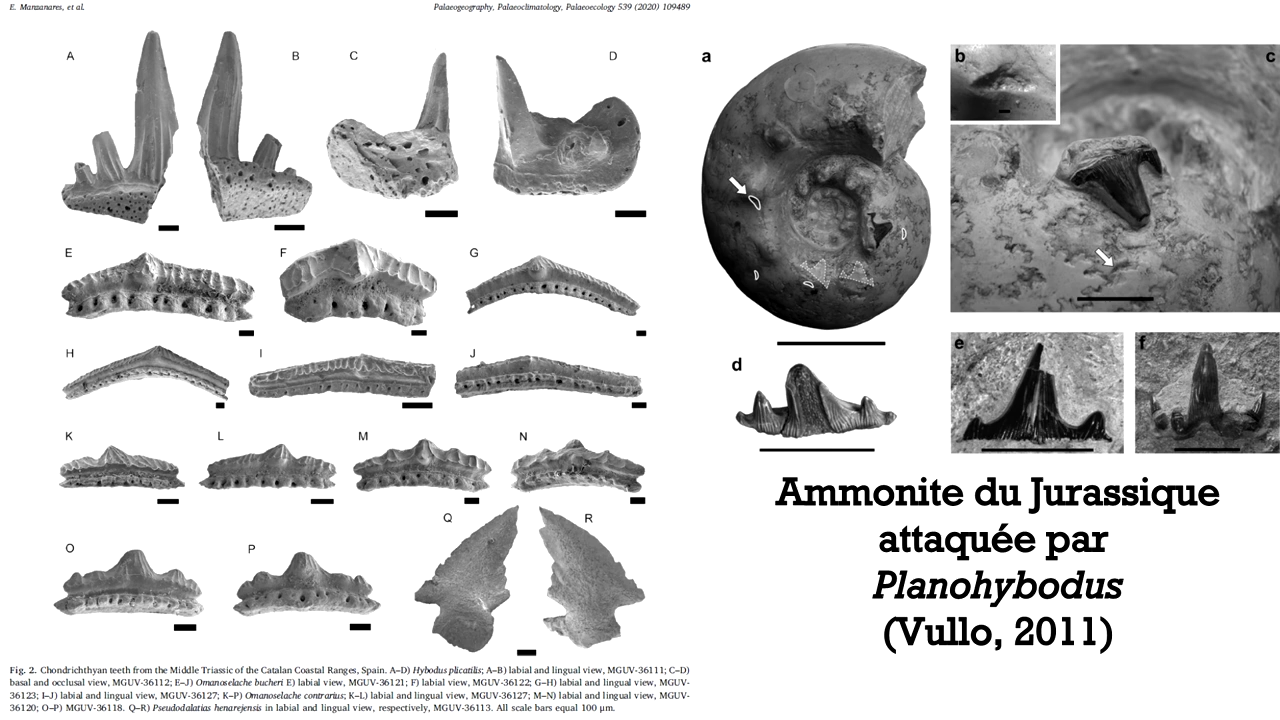 E. Manzanares, et al.
Palaeogeography, Palaeoclimatology, Palaeoecology 539 (2020) 109489
A
B
C
D
E
F
G
H
I
J
K
L
M
N
O
P
Q
R
Fig. 2. Chondrichthyan teeth from the Middle Triassic of the Catalan Coastal Ranges, Spain. A–D) Hybodus plicatilis; A–B) labial and lingual view, MGUV-36111; C–D)
basal and occlusal view, MGUV-36112; E–J) Omanoselache bucheri E) labial view, MGUV-36121; F) labial view, MGUV-36122; G–H) labial and lingual view, MGUV-
36123; I–J) labial and lingual view, MGUV-36127; K–P) Omanoselache contrarius; K–L) labial and lingual view, MGUV-36127; M–N) labial and lingual view, MGUV-
36120; O–P) MGUV-36118. Q–R) Pseudodalatias henarejensis in labial and lingual view, respectively, MGUV-36113. All scale bars equal 100 μm.
a
b
c
d
e
f
Ammonite du Jurassique
attaquée par
Planohybodus
(Vullo, 2011)